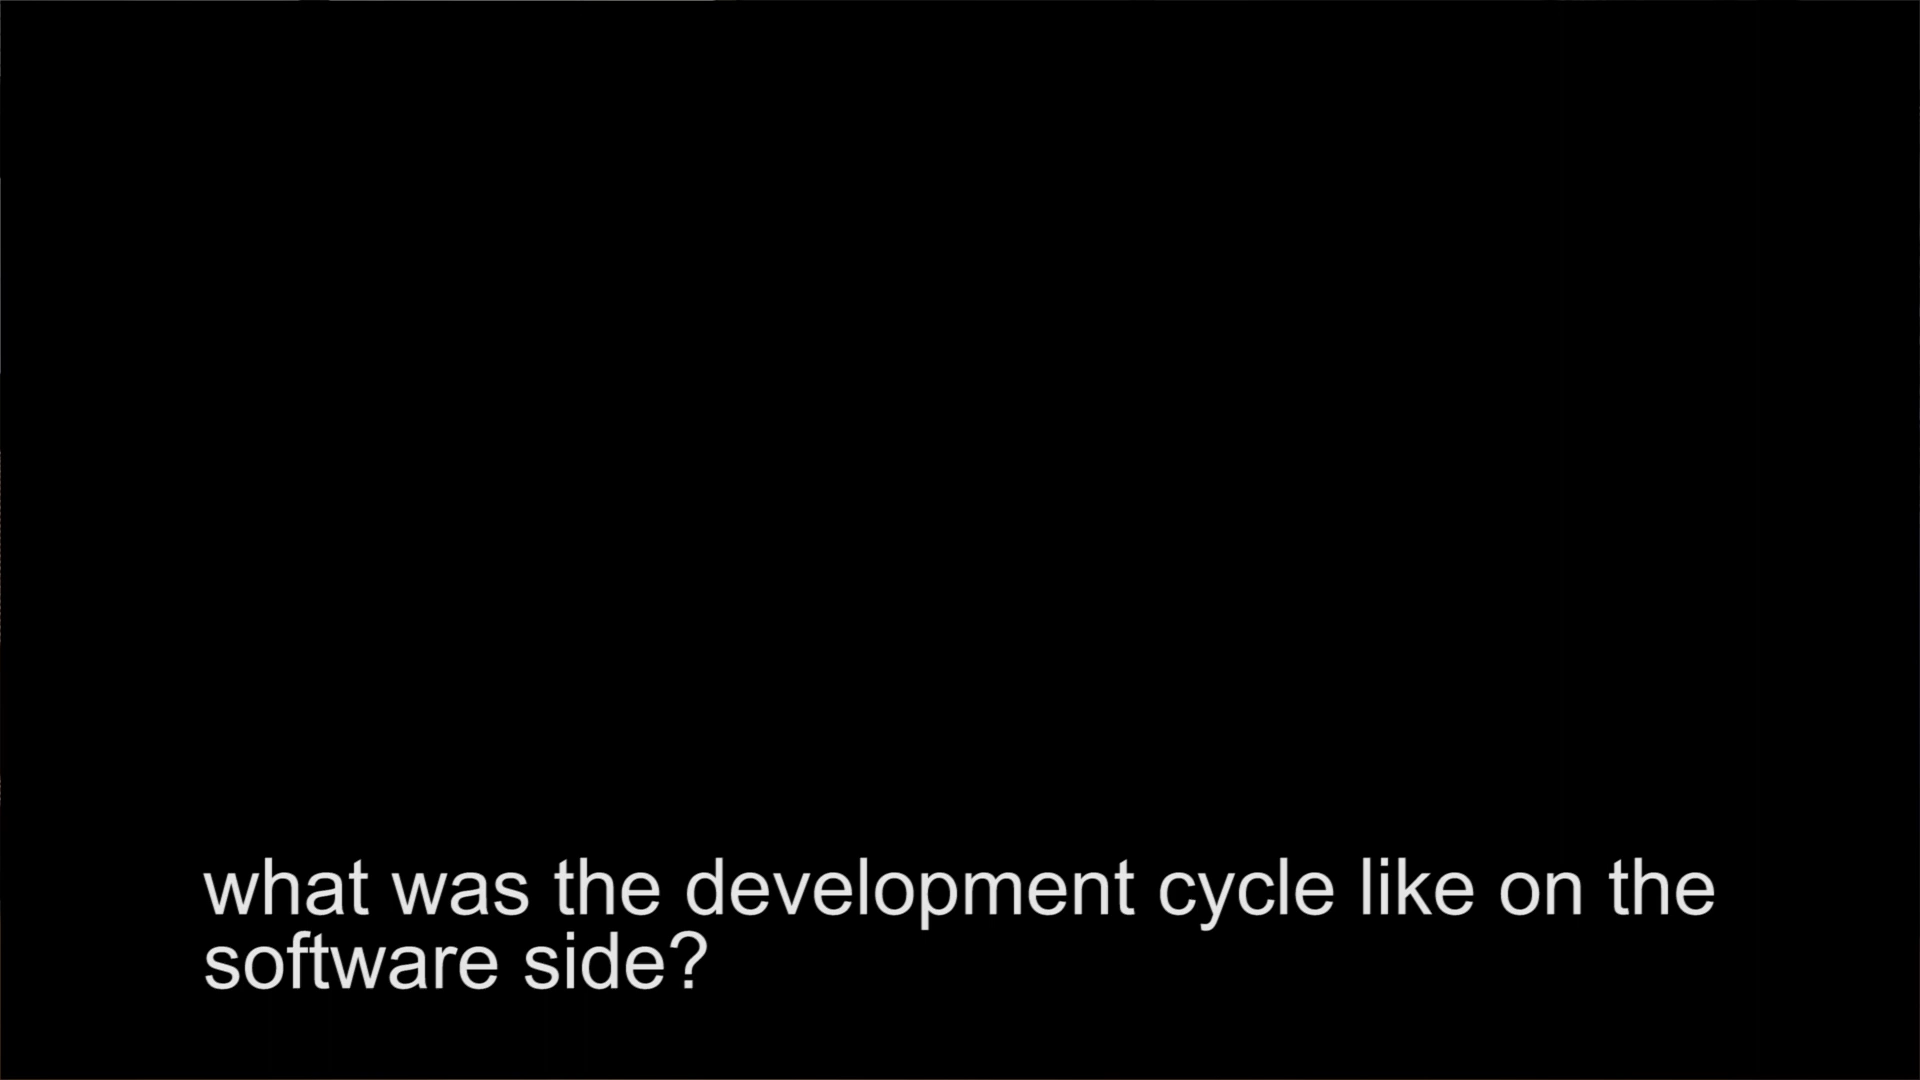 what was the development cycle like on the
software side?